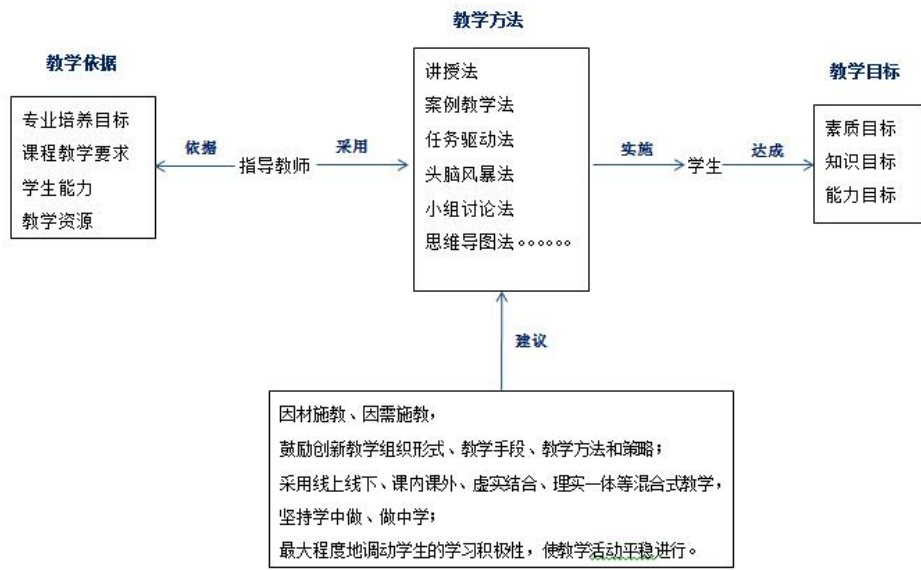 教学方法
教学依据
教学目标
讲授法
案例教学法
任务驱动法
头脑风暴法
小组讨论法
思维导图法。。。。。。
专业培养目标
课程教学要求
学生能力
教学资源
依据
指导教师
采用
实施
学生
达成
素质目标
知识目标
能力目标
建议
因材施教、因需施教，
鼓励创新教学组织形式、教学手段、教学方法和策略；
采用线上线下、课内课外、虚实结合、理实一体等混合式教学，
坚持学中做、做中学；
最大程度地调动学生的学习积极性，使教学活动平稳进行。